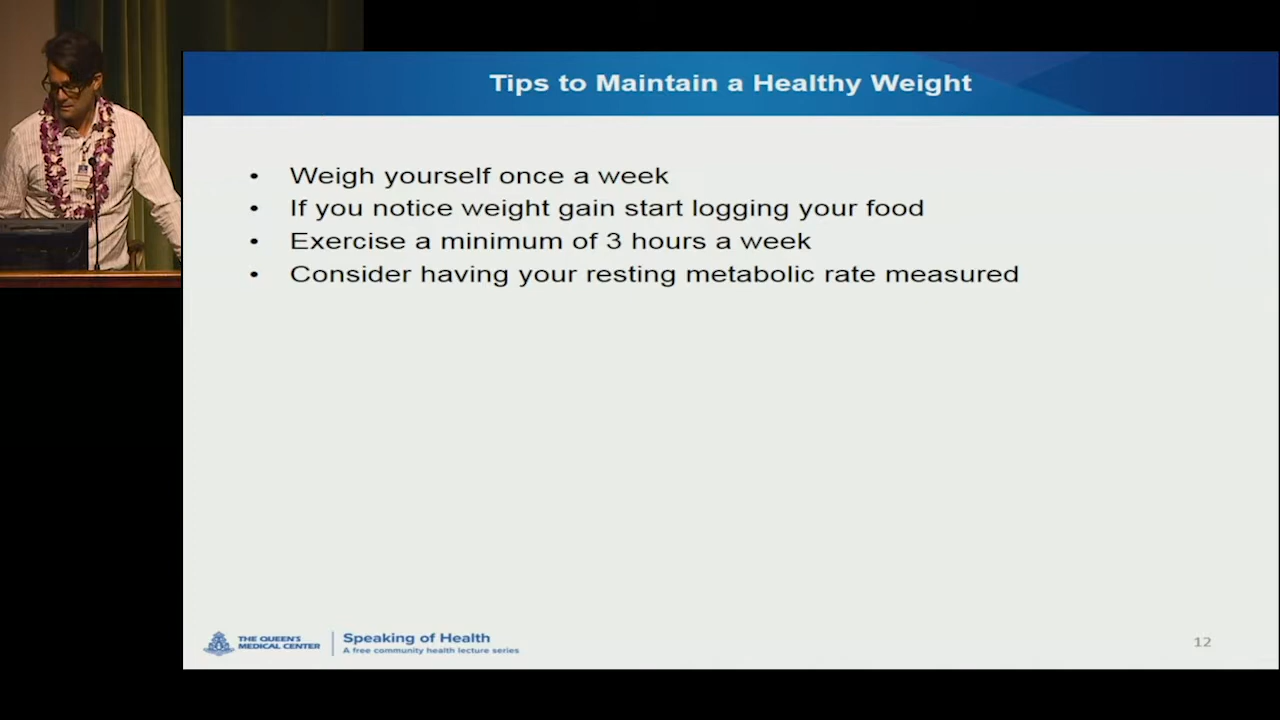 Tips to Maintain a Healthy Weight
• Weigh yourself once a week
• If you notice weight gain start logging your food
• Exercise a minimum of 3 hours a week
• Consider having your resting metabolic rate measured
THE QUEEN'S
MEDICAL CENTER
Speaking of Health
A free community health lecture series
12